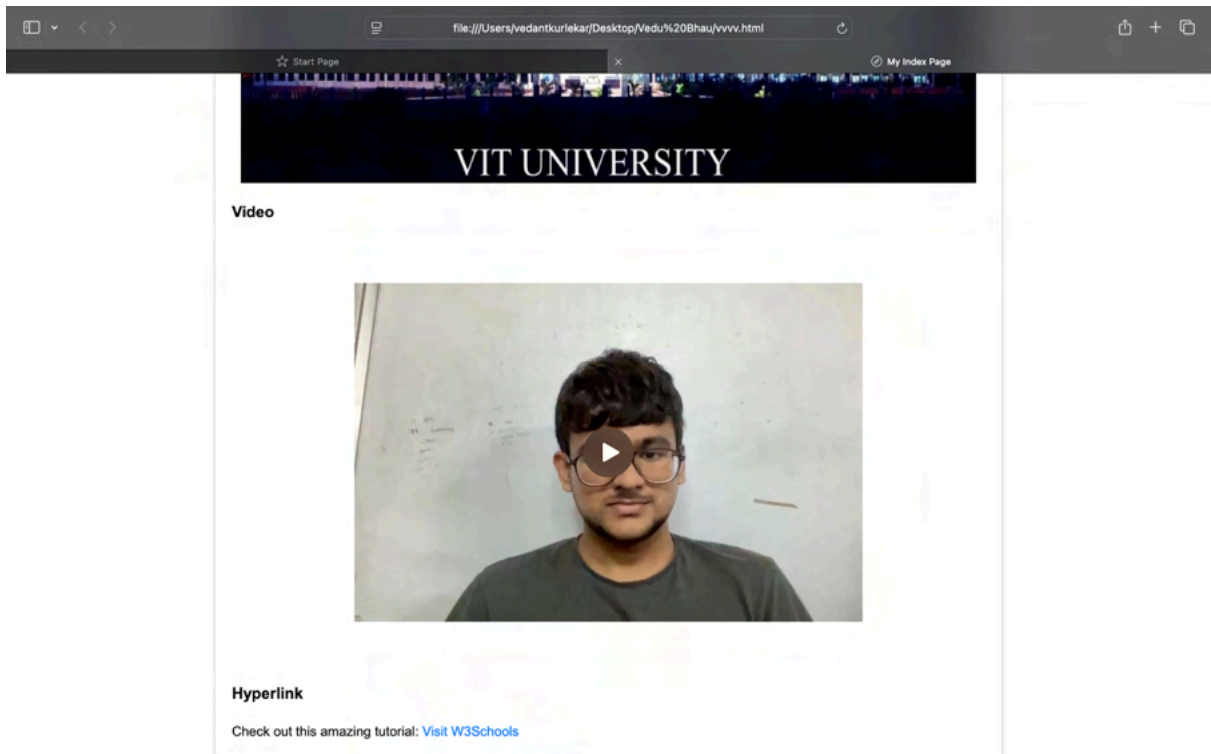 file:///Users/vedantkurlekar/Desktop/Vedu%20Bhau/vvvv.html
Start Page
My Index Page
VIT UNIVERSITY
Video
Hyperlink
Check out this amazing tutorial: Visit W3Schools